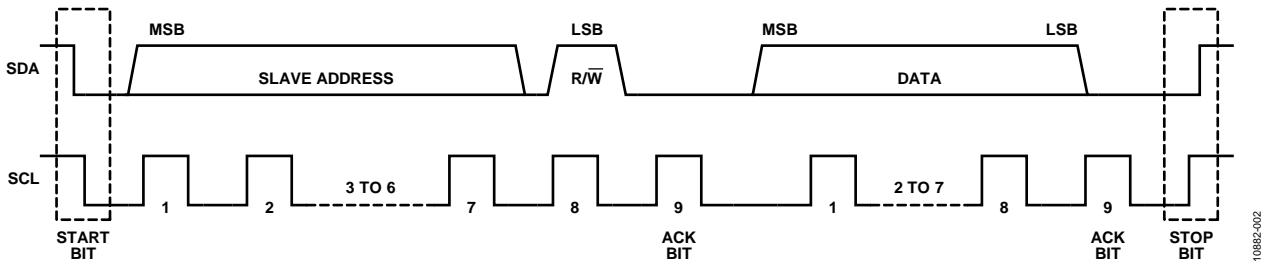 MSB LSB MSB LSB
SDA SLAVE ADDRESS R/W̅ DATA
SCL
3 TO 6 2 TO 7
1 2 7 8 9 1 8 9
START ACK ACK STOP
BIT BIT BIT BIT
10882-002